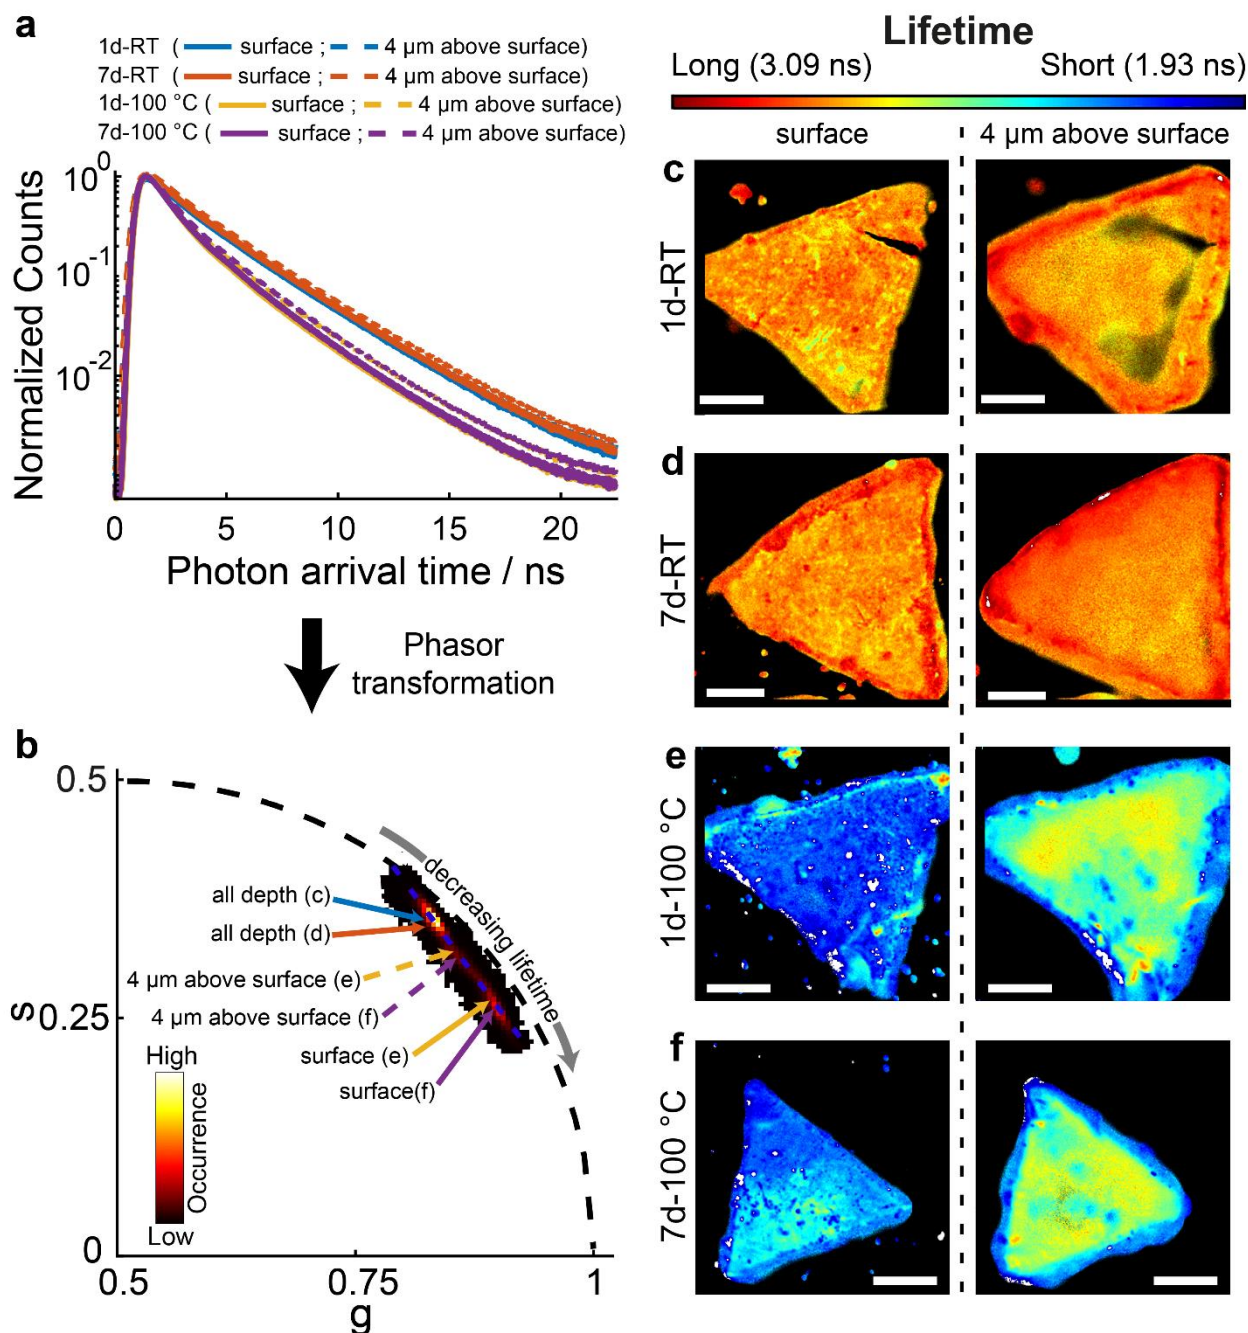 a
1d-RT ( surface ; 4 µm above surface)
7d-RT ( surface ; 4 µm above surface)
1d-100 °C ( surface ; 4 µm above surface)
7d-100 °C ( surface ; 4 µm above surface)
Normalized Counts
10^0
10^-1
10^-2
0 5 10 15 20
Photon arrival time / ns
Phasor
transformation
b
s
0.5
0.25
0
decreasing lifetime
all depth (c)
all depth (d)
4 µm above surface (e)
4 µm above surface (f)
surface (e)
surface(f)
High
Occurrence
Low
0.5 0.75 1
g
Lifetime
Long (3.09 ns) Short (1.93 ns)
surface 4 µm above surface
c
1d-RT
d
7d-RT
e
1d-100 °C
f
7d-100 °C